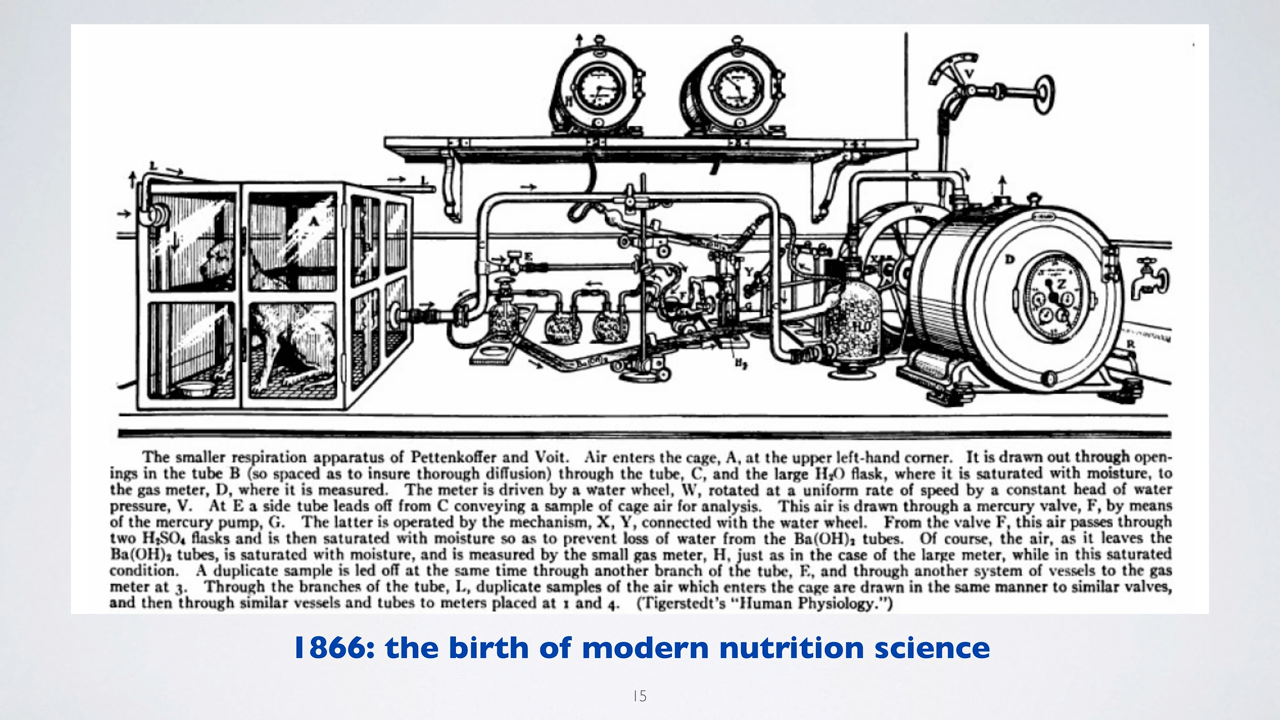 L
L
A
E
H
1
2
3
4
V
W
C
D
Z
X
Y
F
H₂O
Ba(OH)₂
Hg
R
The smaller respiration apparatus of Pettenkoffer and Voit. Air enters the cage, A, at the upper left-hand corner. It is drawn out through open-
ings in the tube B (so spaced as to insure thorough diffusion) through the tube, C, and the large H₂O flask, where it is saturated with moisture, to
the gas meter, D, where it is measured. The meter is driven by a water wheel, W, rotated at a uniform rate of speed by a constant head of water
pressure, V. At E a side tube leads off from C conveying a sample of cage air for analysis. This air is drawn through a mercury valve, F, by means
of the mercury pump, G. The latter is operated by the mechanism, X, Y, connected with the water wheel. From the valve F, this air passes through
two H₂SO₄ flasks and is then saturated with moisture so as to prevent loss of water from the Ba(OH)₂ tubes. Of course, the air, as it leaves the
Ba(OH)₂ tubes, is saturated with moisture, and is measured by the small gas meter, H, just as in the case of the large meter, while in this saturated
condition. A duplicate sample is led off at the same time through another branch of the tube, E, and through another system of vessels to the gas
meter at 3. Through the branches of the tube, L, duplicate samples of the air which enters the cage are drawn in the same manner to similar valves,
and then through similar vessels and tubes to meters placed at 1 and 4. (Tigerstedt's "Human Physiology.")
1866: the birth of modern nutrition science
15